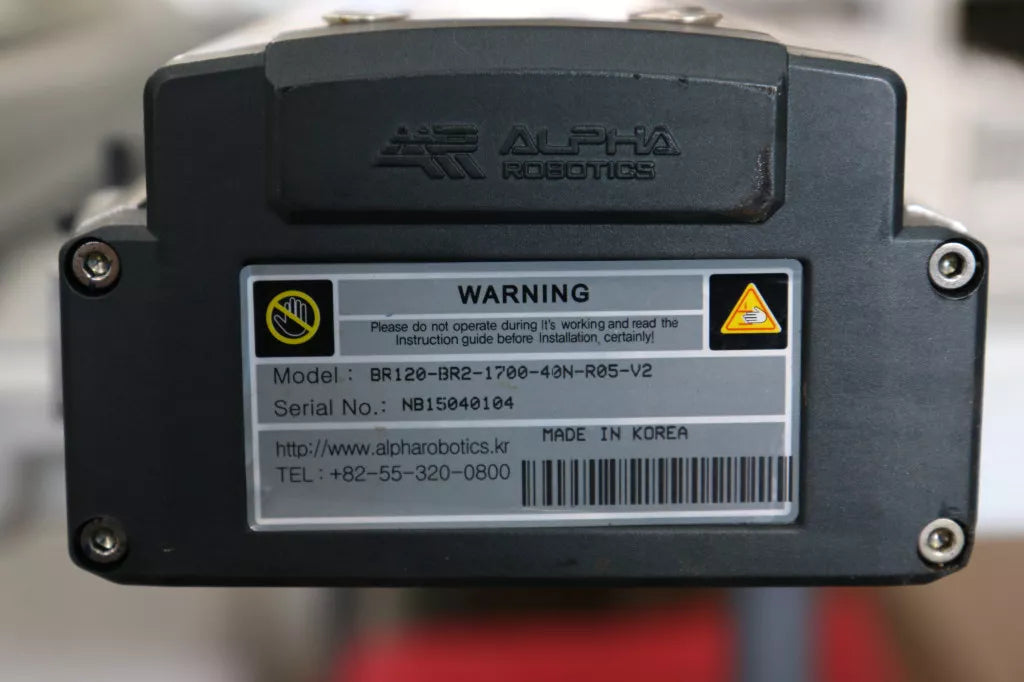 ALPHA
ROBOTICS
WARNING
Please do not operate during It's working and read the
Instruction guide before Installation, certainly!
Model : BR120-BR2-1700-40N-R05-V2
Serial No.: NB15040104
MADE IN KOREA
http://www.alpharobotics.kr
TEL : +82-55-320-0800